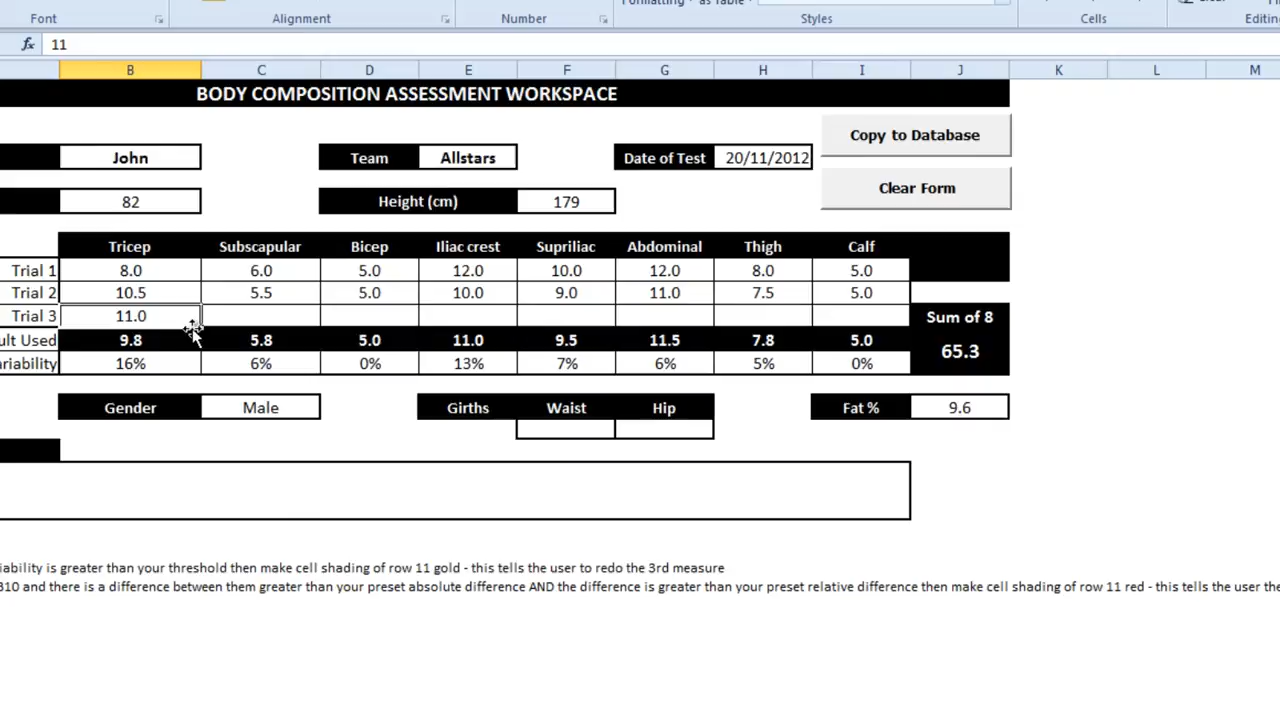 Font Alignment Number Styles Cells Editin
fx 11
B C D E F G H I J K L M
BODY COMPOSITION ASSESSMENT WORKSPACE
Copy to Database
John Team Allstars Date of Test 20/11/2012
Clear Form
82 Height (cm) 179
Tricep Subscapular Bicep Iliac crest Supriliac Abdominal Thigh Calf
Trial 1 8.0 6.0 5.0 12.0 10.0 12.0 8.0 5.0
Trial 2 10.5 5.5 5.0 10.0 9.0 11.0 7.5 5.0
Trial 3 11.0 Sum of 8
ult Used 9.8 5.8 5.0 11.0 9.5 11.5 7.8 5.0 65.3
ariability 16% 6% 0% 13% 7% 6% 5% 0%
Gender Male Girths Waist Hip Fat % 9.6
iability is greater than your threshold then make cell shading of row 11 gold - this tells the user to redo the 3rd measure
B10 and there is a difference between them greater than your preset absolute difference AND the difference is greater than your preset relative difference then make cell shading of row 11 red - this tells the user the